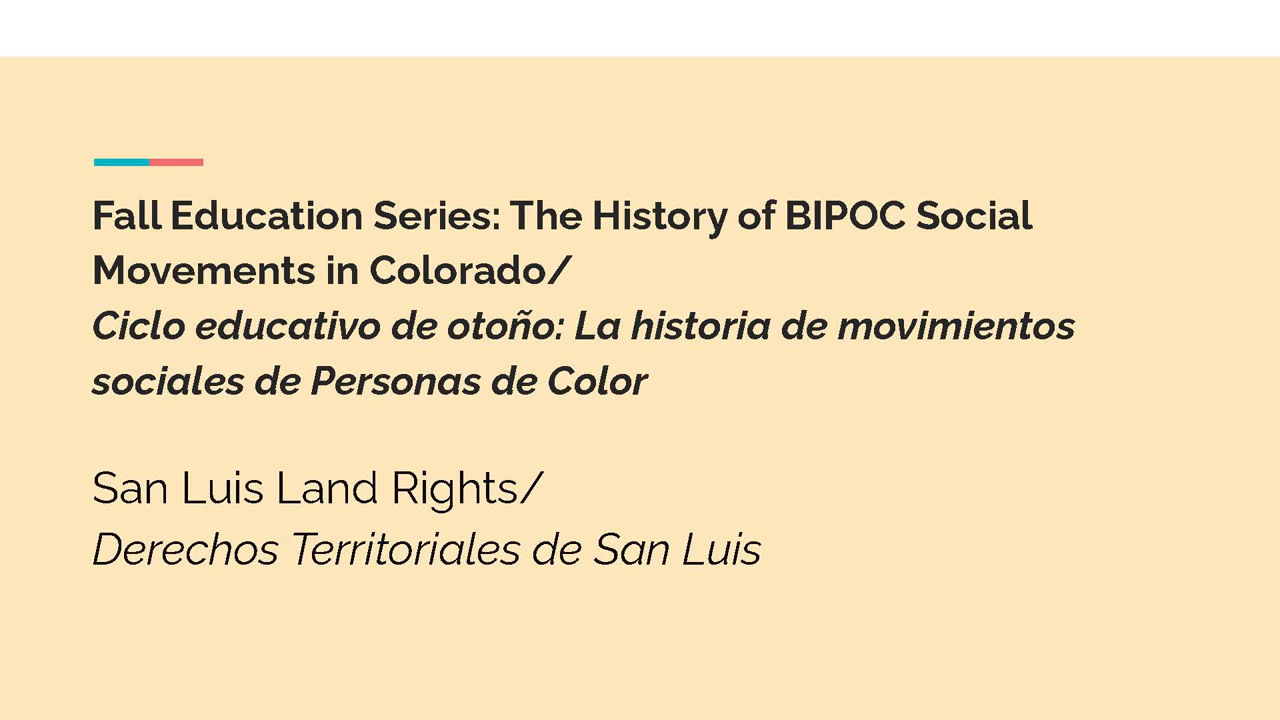 Fall Education Series: The History of BIPOC Social
Movements in Colorado/
Ciclo educativo de otoño: La historia de movimientos
sociales de Personas de Color
San Luis Land Rights/
Derechos Territoriales de San Luis